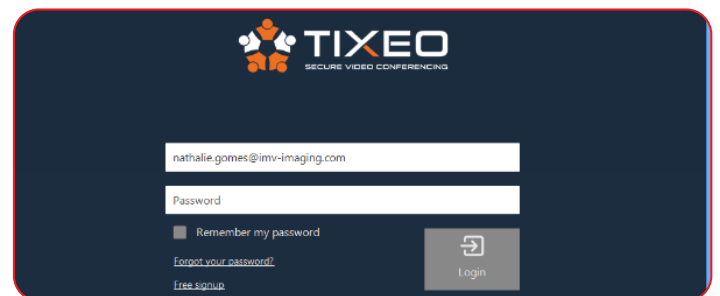 TIXEO
SECURE VIDEO CONFERENCING
nathalie.gomes@imv-imaging.com
Password
Remember my password
Forgot your password?
Login
Free signup